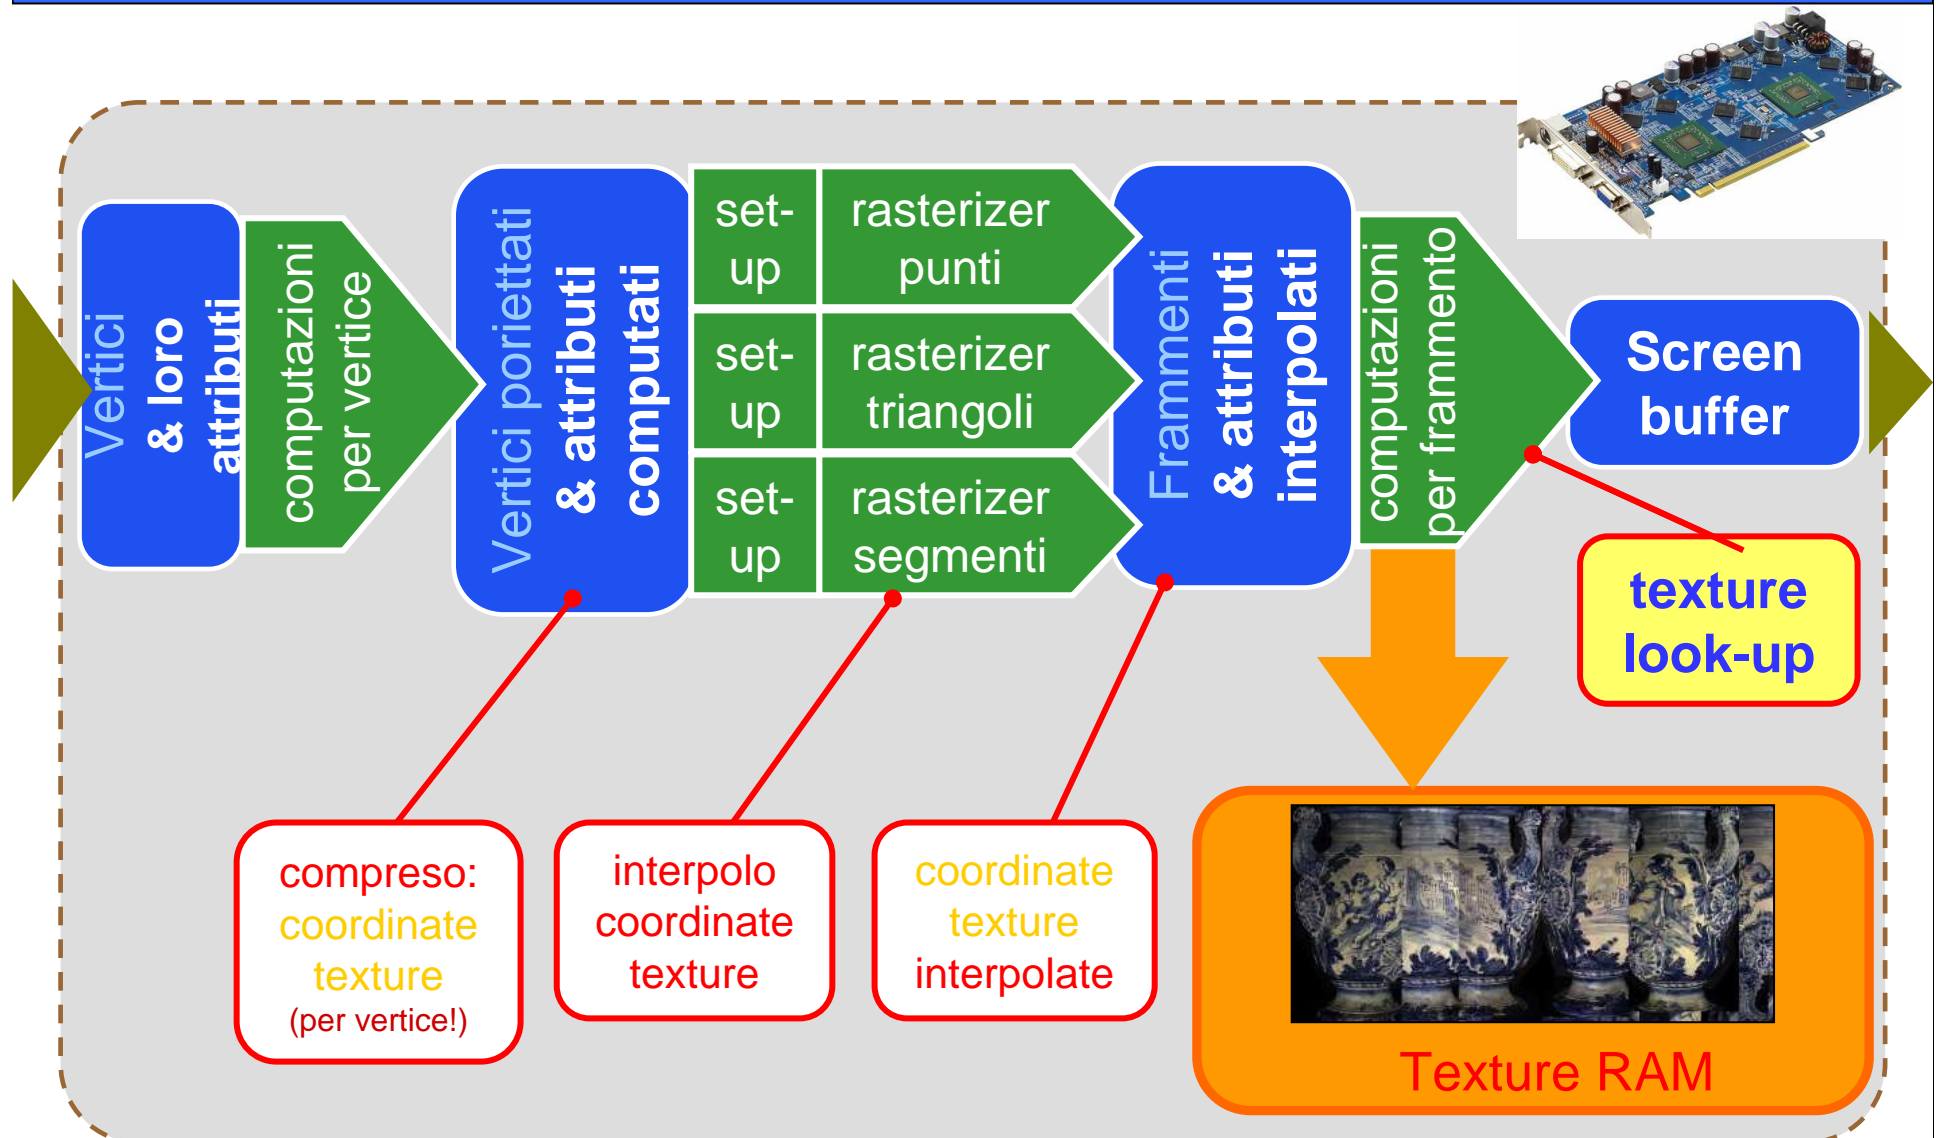 Vertici
& loro
attributi
computazioni
per vertice
Vertici poriettati
& attributi
computati
set-
up
rasterizer
punti
set-
up
rasterizer
triangoli
set-
up
rasterizer
segmenti
Frammenti
& attributi
interpolati
computazioni
per frammento
Screen
buffer
texture
look-up
compreso:
coordinate
texture
(per vertice!)
interpolo
coordinate
texture
coordinate
texture
interpolate
Texture RAM